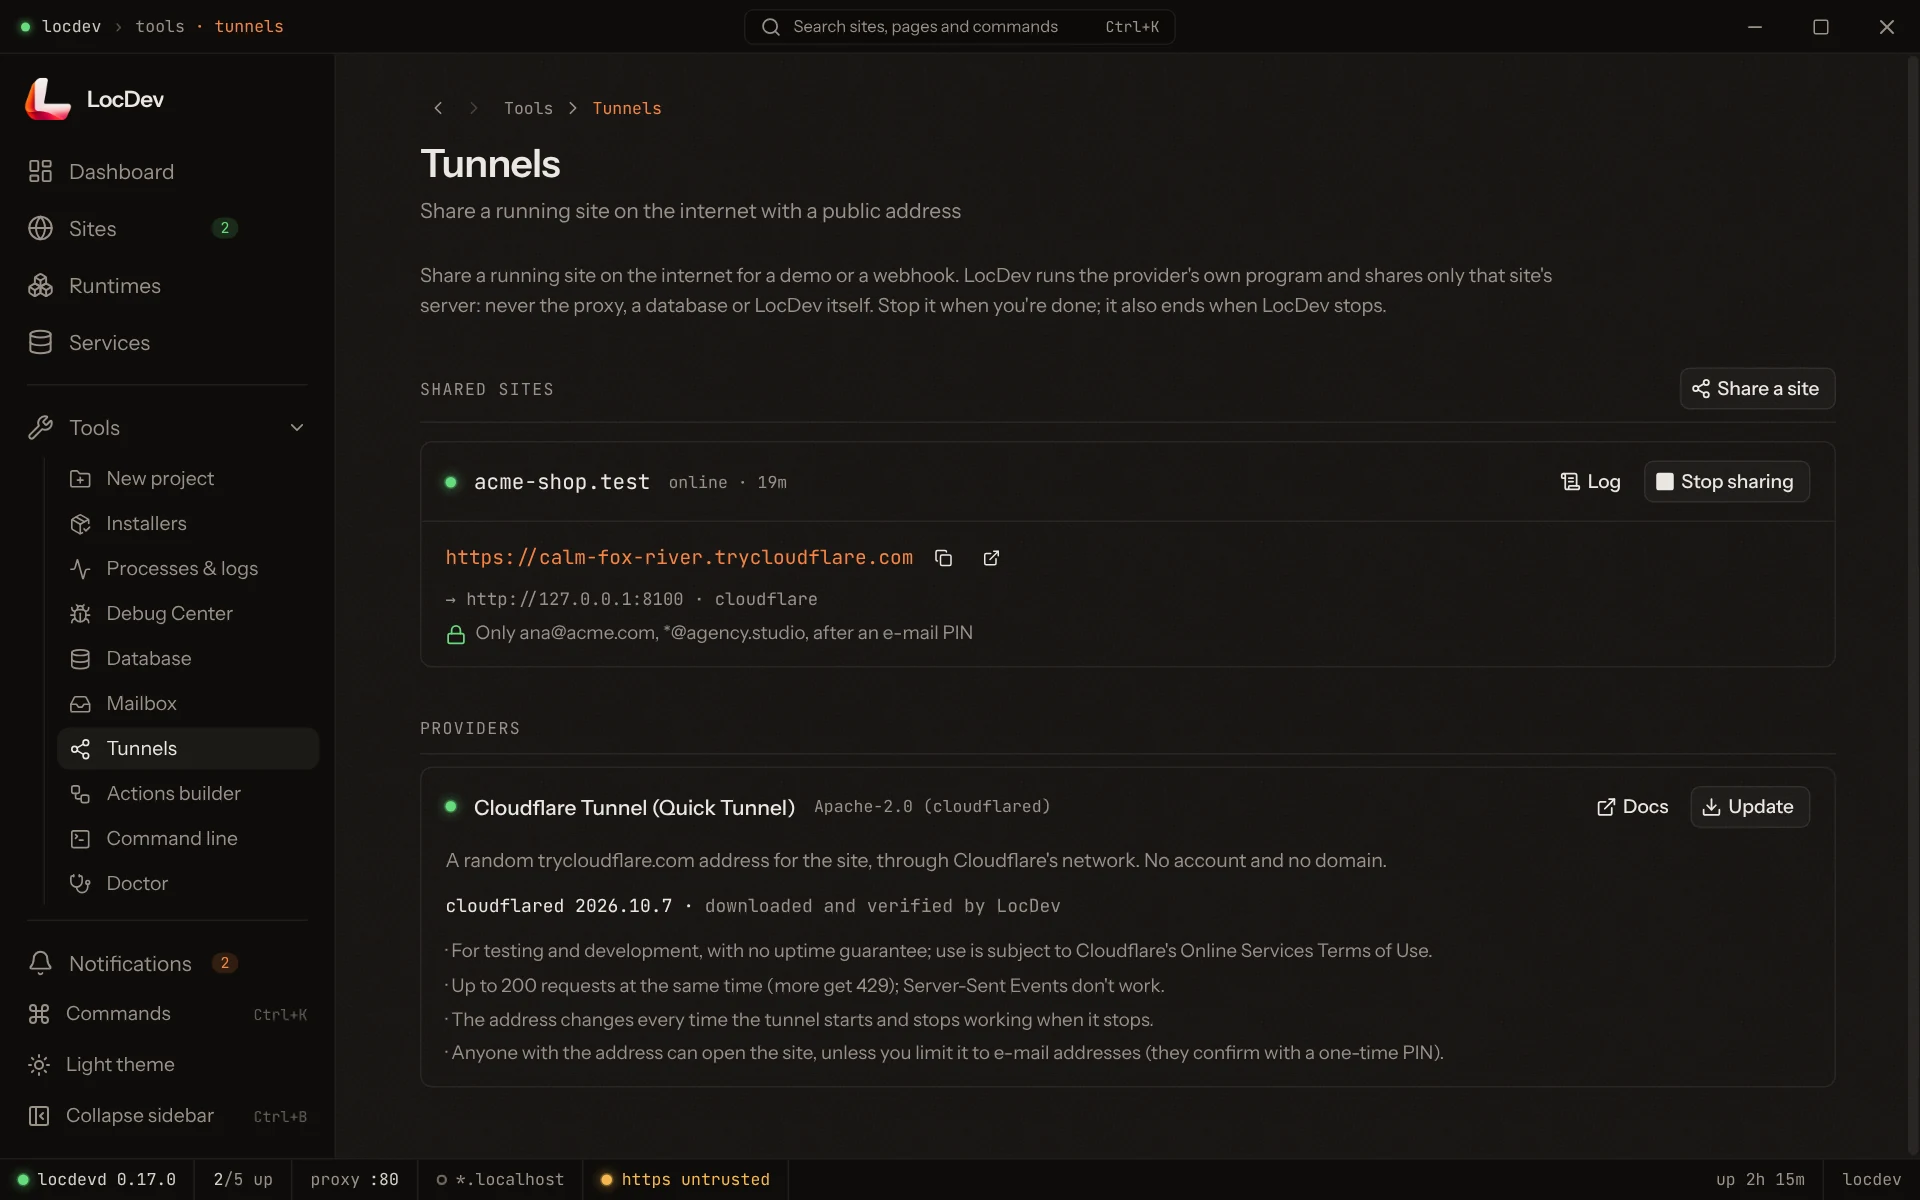 locdev › tools · tunnels
Search sites, pages and commands Ctrl+K
LocDev
Dashboard
Sites 2
Runtimes
Services
Tools
New project
Installers
Processes & logs
Debug Center
Database
Mailbox
Tunnels
Actions builder
Command line
Doctor
Notifications 2
Commands Ctrl+K
Light theme
Collapse sidebar Ctrl+B
Tools > Tunnels
Tunnels
Share a running site on the internet with a public address
Share a running site on the internet for a demo or a webhook. LocDev runs the provider's own program and shares only that site's
server: never the proxy, a database or LocDev itself. Stop it when you're done; it also ends when LocDev stops.
SHARED SITES
Share a site
acme-shop.test online · 19m
Log
Stop sharing
https://calm-fox-river.trycloudflare.com
→ http://127.0.0.1:8100 · cloudflare
Only ana@acme.com, *@agency.studio, after an e-mail PIN
PROVIDERS
Cloudflare Tunnel (Quick Tunnel) Apache-2.0 (cloudflared)
Docs
Update
A random trycloudflare.com address for the site, through Cloudflare's network. No account and no domain.
cloudflared 2026.10.7 · downloaded and verified by LocDev
· For testing and development, with no uptime guarantee; use is subject to Cloudflare's Online Services Terms of Use.
· Up to 200 requests at the same time (more get 429); Server-Sent Events don't work.
· The address changes every time the tunnel starts and stops working when it stops.
· Anyone with the address can open the site, unless you limit it to e-mail addresses (they confirm with a one-time PIN).
locdevd 0.17.0 2/5 up proxy :80 *.localhost https untrusted up 2h 15m locdev